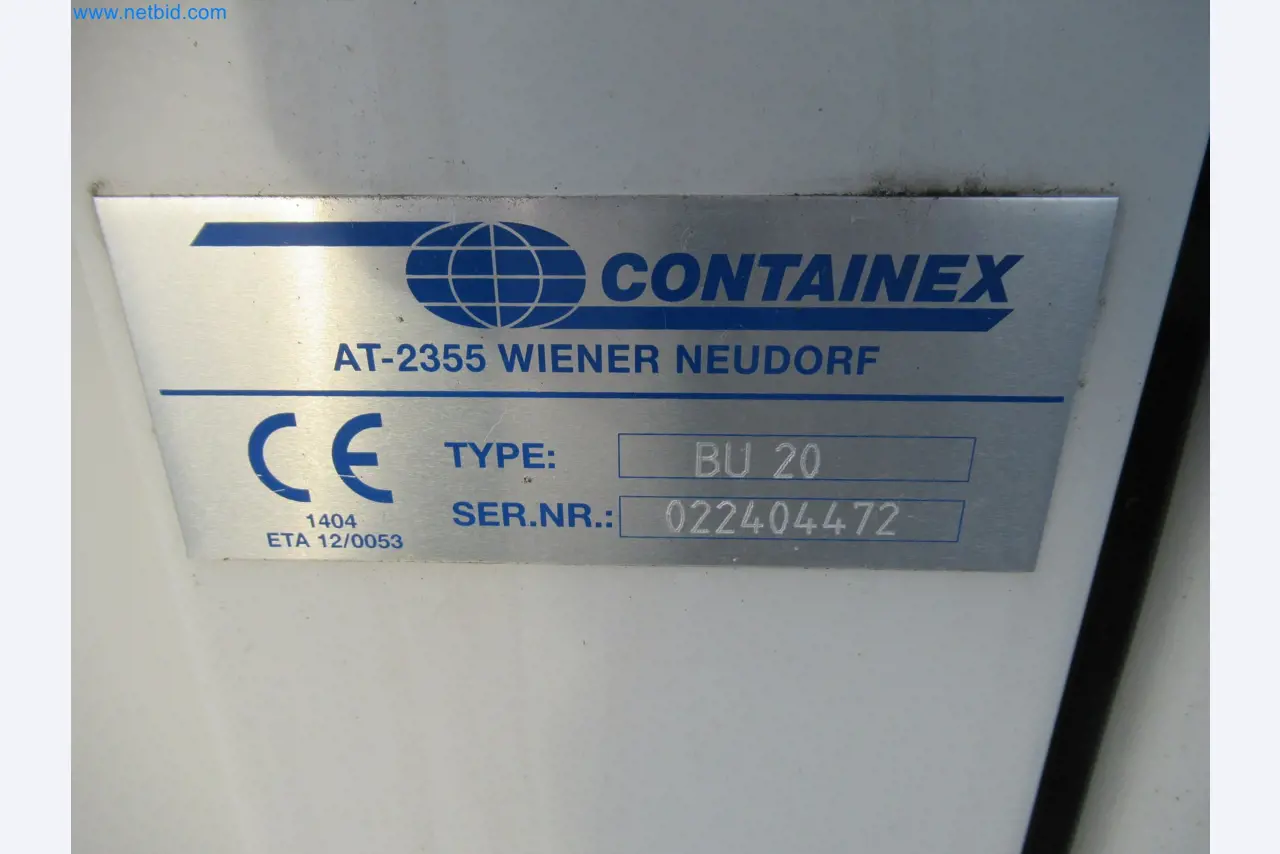 www.netbid.com
CONTAINEX
AT-2355 WIENER NEUDORF
CE
TYPE: BU 20
1404
SER.NR.: 022404472
ETA 12/0053